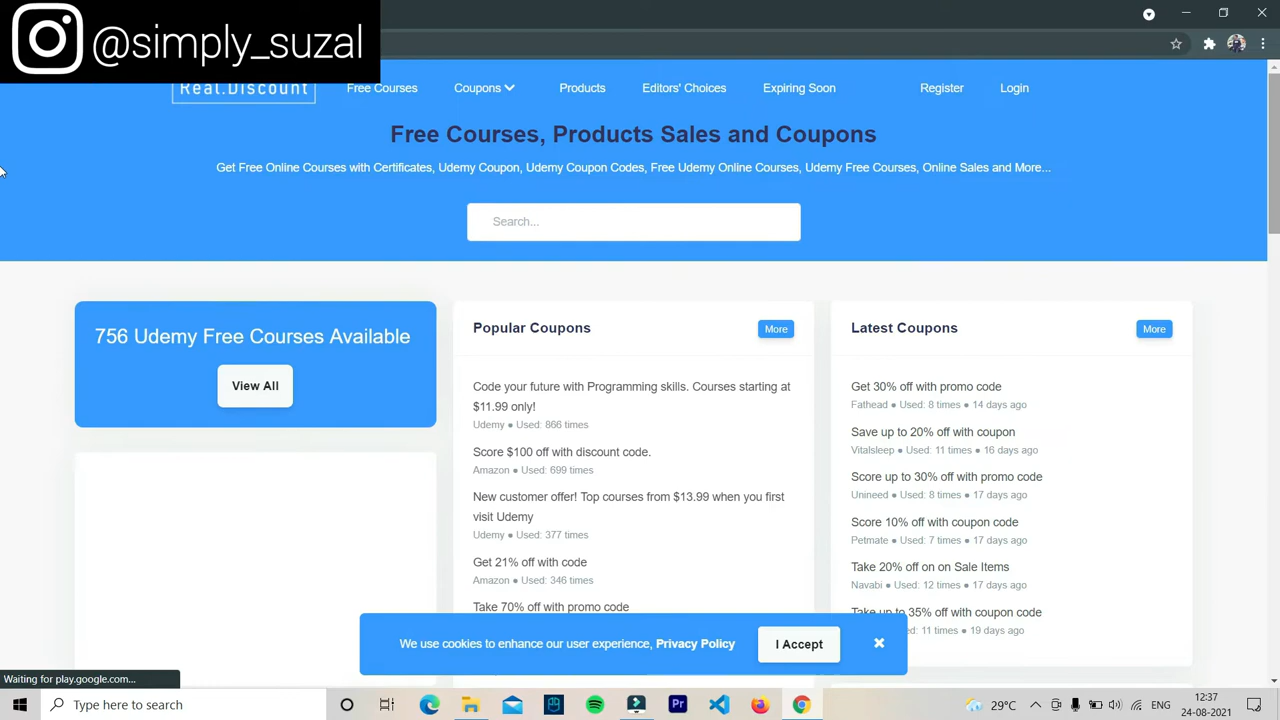 @simply_suzal
Real.Discount
Free Courses
Coupons
Products
Editors' Choices
Expiring Soon
Register
Login
Free Courses, Products Sales and Coupons
Get Free Online Courses with Certificates, Udemy Coupon, Udemy Coupon Codes, Free Udemy Online Courses, Udemy Free Courses, Online Sales and More...
Search...
756 Udemy Free Courses Available
View All
Popular Coupons
More
Code your future with Programming skills. Courses starting at
$11.99 only!
Udemy ● Used: 866 times
Score $100 off with discount code.
Amazon ● Used: 699 times
New customer offer! Top courses from $13.99 when you first
visit Udemy
Udemy ● Used: 377 times
Get 21% off with code
Amazon ● Used: 346 times
Take 70% off with promo code
Latest Coupons
More
Get 30% off with promo code
Fathead ● Used: 8 times ● 14 days ago
Save up to 20% off with coupon
Vitalsleep ● Used: 11 times ● 16 days ago
Score up to 30% off with promo code
Unineed ● Used: 8 times ● 17 days ago
Score 10% off with coupon code
Petmate ● Used: 7 times ● 17 days ago
Take 20% off on on Sale Items
Navabi ● Used: 12 times ● 17 days ago
Take up to 35% off with coupon code
ed: 11 times ● 19 days ago
We use cookies to enhance our user experience, Privacy Policy
I Accept
Waiting for play.google.com...
Type here to search
29°C
ENG
12:37
24-08-2021